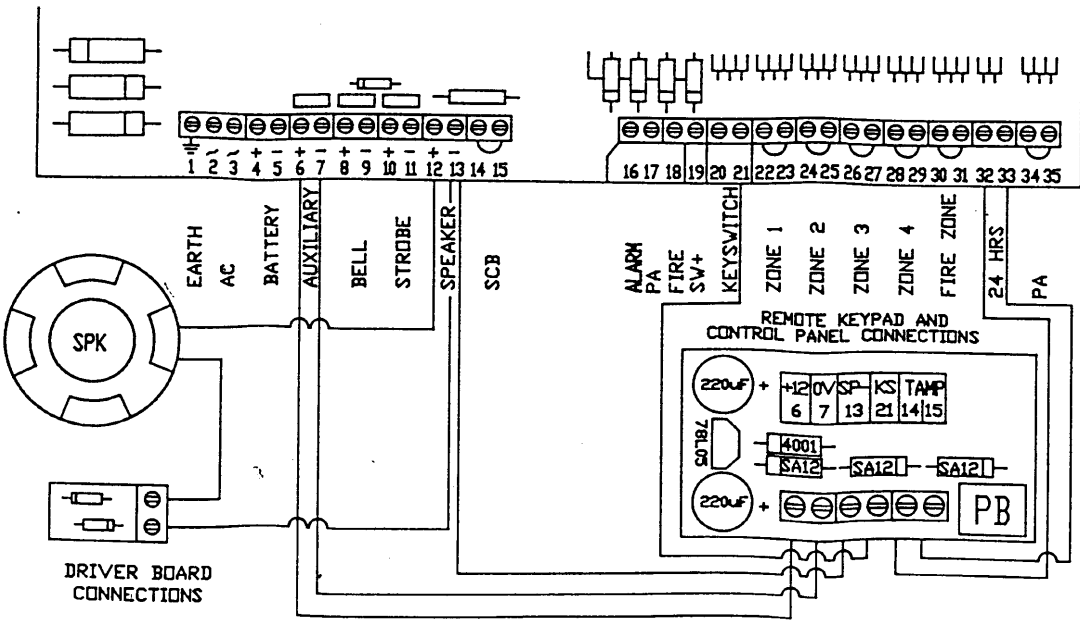 + - + - + - + - + -
1 2 3 4 5 6 7 8 9 10 11 12 13 14 15
16 17 18 19 20 21 22 23 24 25 26 27 28 29 30 31 32 33 34 35
EARTH
AC
BATTERY
AUXILIARY
BELL
STROBE
SPEAKER
SCB
ALARM
PA
FIRE
SW+
KEYSWITCH
ZONE 1
ZONE 2
ZONE 3
ZONE 4
FIRE ZONE
24 HRS
PA
SPK
REMOTE KEYPAD AND
CONTROL PANEL CONNECTIONS
220uF +
+12 0V SP- KS TAMP
6 7 13 21 14 15
78L05
4001
SA12 SA12 SA12
220uF +
PB
DRIVER BOARD
CONNECTIONS